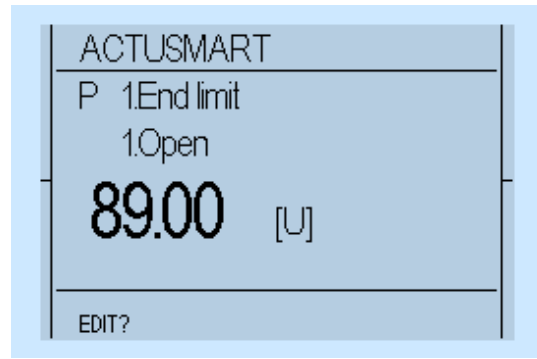 ACTUSMART
P 1.End limit
1.Open
89.00 [U]
EDIT?